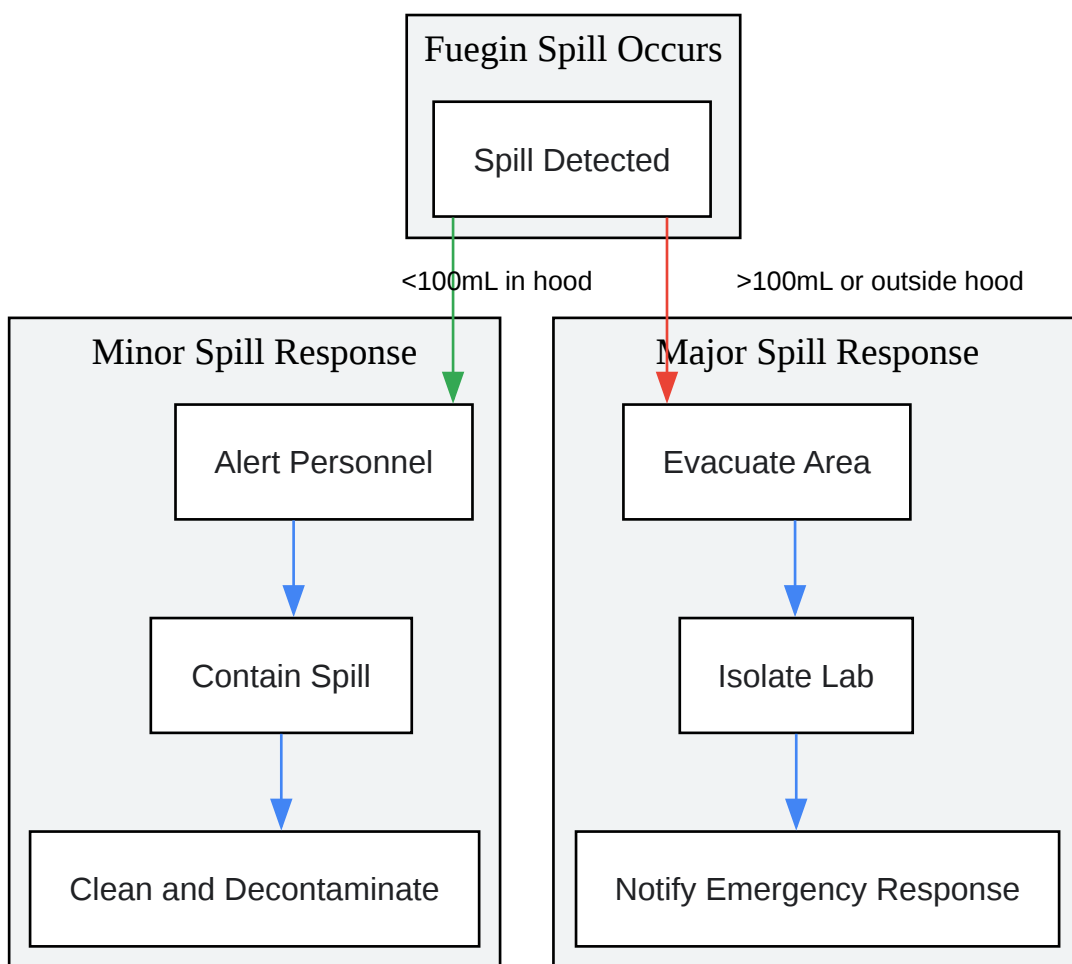 Fuegin Spill Occurs
Spill Detected
<100mL in hood
>100mL or outside hood
Minor Spill Response
Alert Personnel
Contain Spill
Clean and Decontaminate
Major Spill Response
Evacuate Area
Isolate Lab
Notify Emergency Response